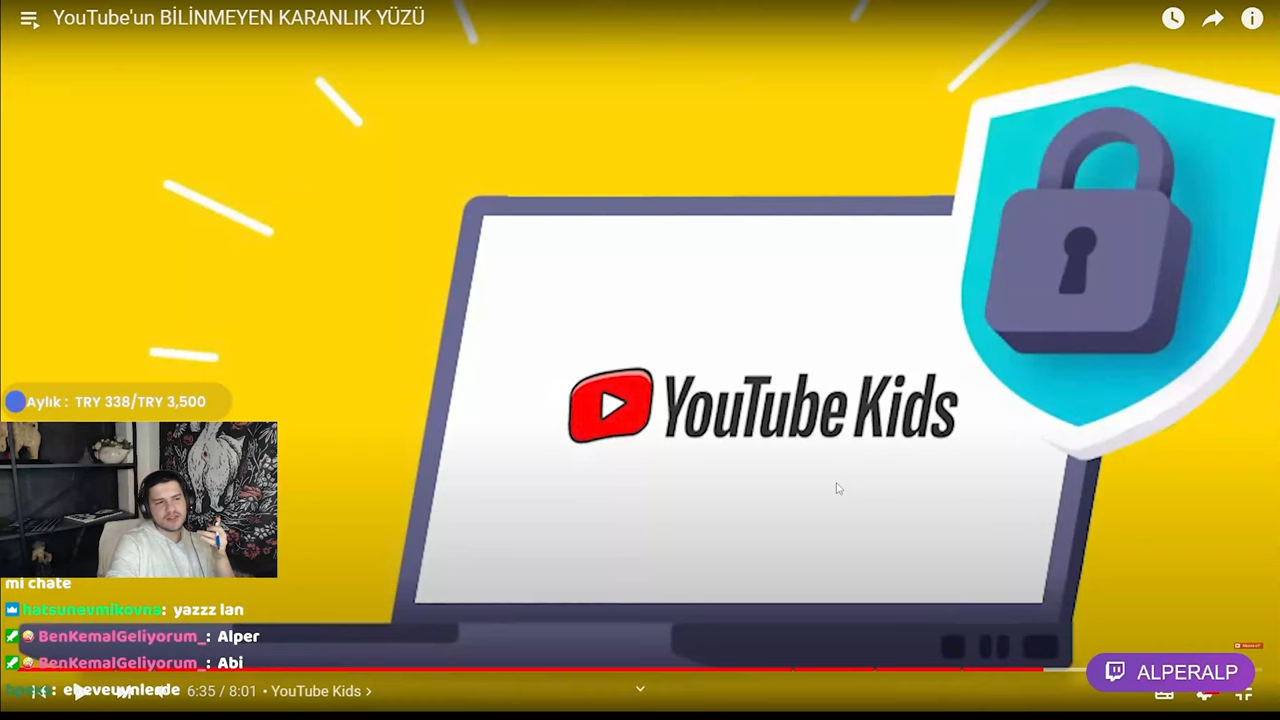 YouTube'un BİLİNMEYEN KARANLIK YÜZÜ
YouTube Kids
Aylık : TRY 338/TRY 3,500
mi chate
hatsunevmikovna: yazzz lan
BenKemalGeliyorum_: Alper
BenKemalGeliyorum_: Abi
6:35 / 8:01 • YouTube Kids
ALPERALP